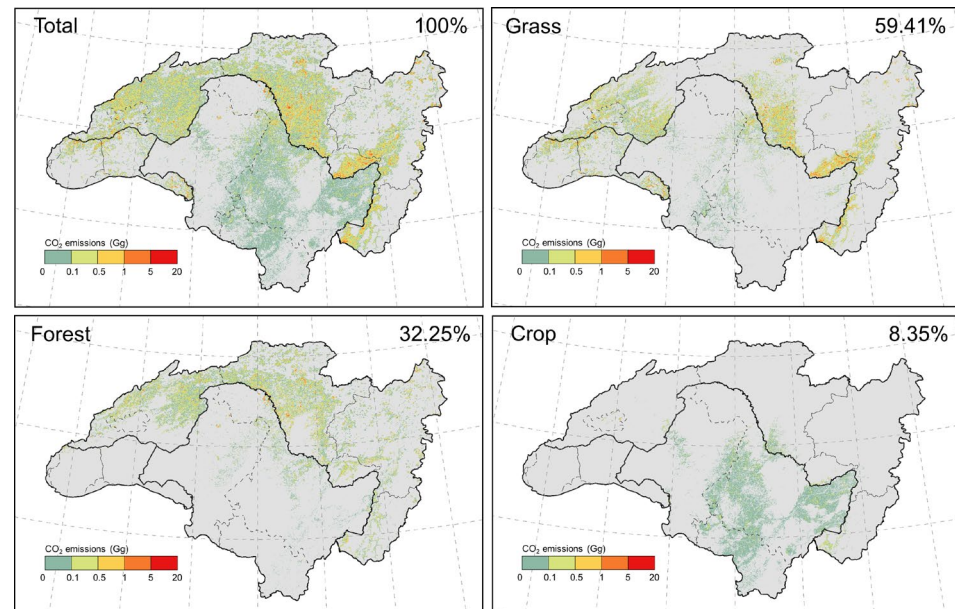 Total 100%
CO₂ emissions (Gg)
0 0.1 0.5 1 5 20
Grass 59.41%
CO₂ emissions (Gg)
0 0.1 0.5 1 5 20
Forest 32.25%
CO₂ emissions (Gg)
0 0.1 0.5 1 5 20
Crop 8.35%
CO₂ emissions (Gg)
0 0.1 0.5 1 5 20